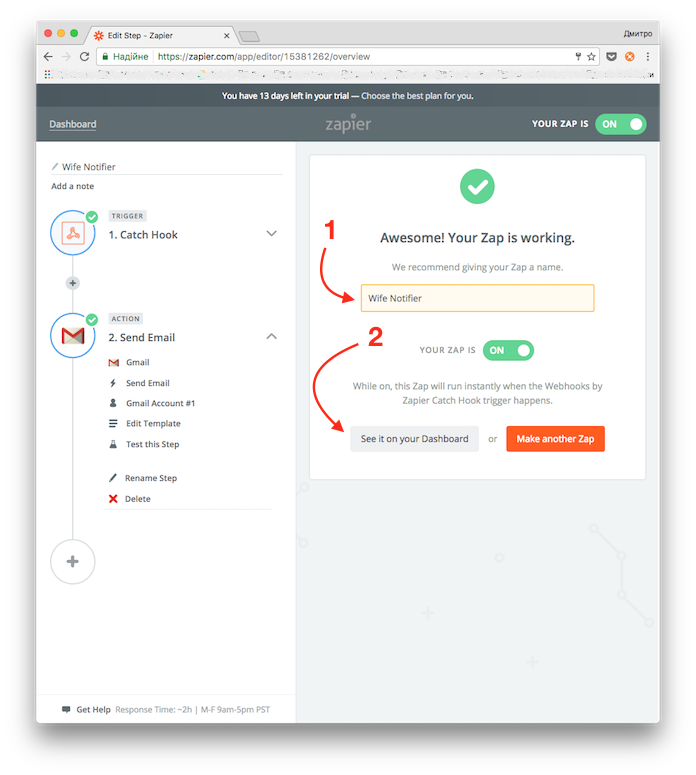 Edit Step - Zapier
Дмитро
Надійне https://zapier.com/app/editor/15381262/overview
You have 13 days left in your trial — Choose the best plan for you.
Dashboard
zapier
YOUR ZAP IS ON
Wife Notifier
Add a note
TRIGGER
1. Catch Hook
ACTION
2. Send Email
Gmail
Send Email
Gmail Account #1
Edit Template
Test this Step
Rename Step
Delete
Get Help Response Time: ~2h | M-F 9am-5pm PST
Awesome! Your Zap is working.
1
We recommend giving your Zap a name.
Wife Notifier
2
YOUR ZAP IS ON
While on, this Zap will run instantly when the Webhooks by
Zapier Catch Hook trigger happens.
See it on your Dashboard or Make another Zap